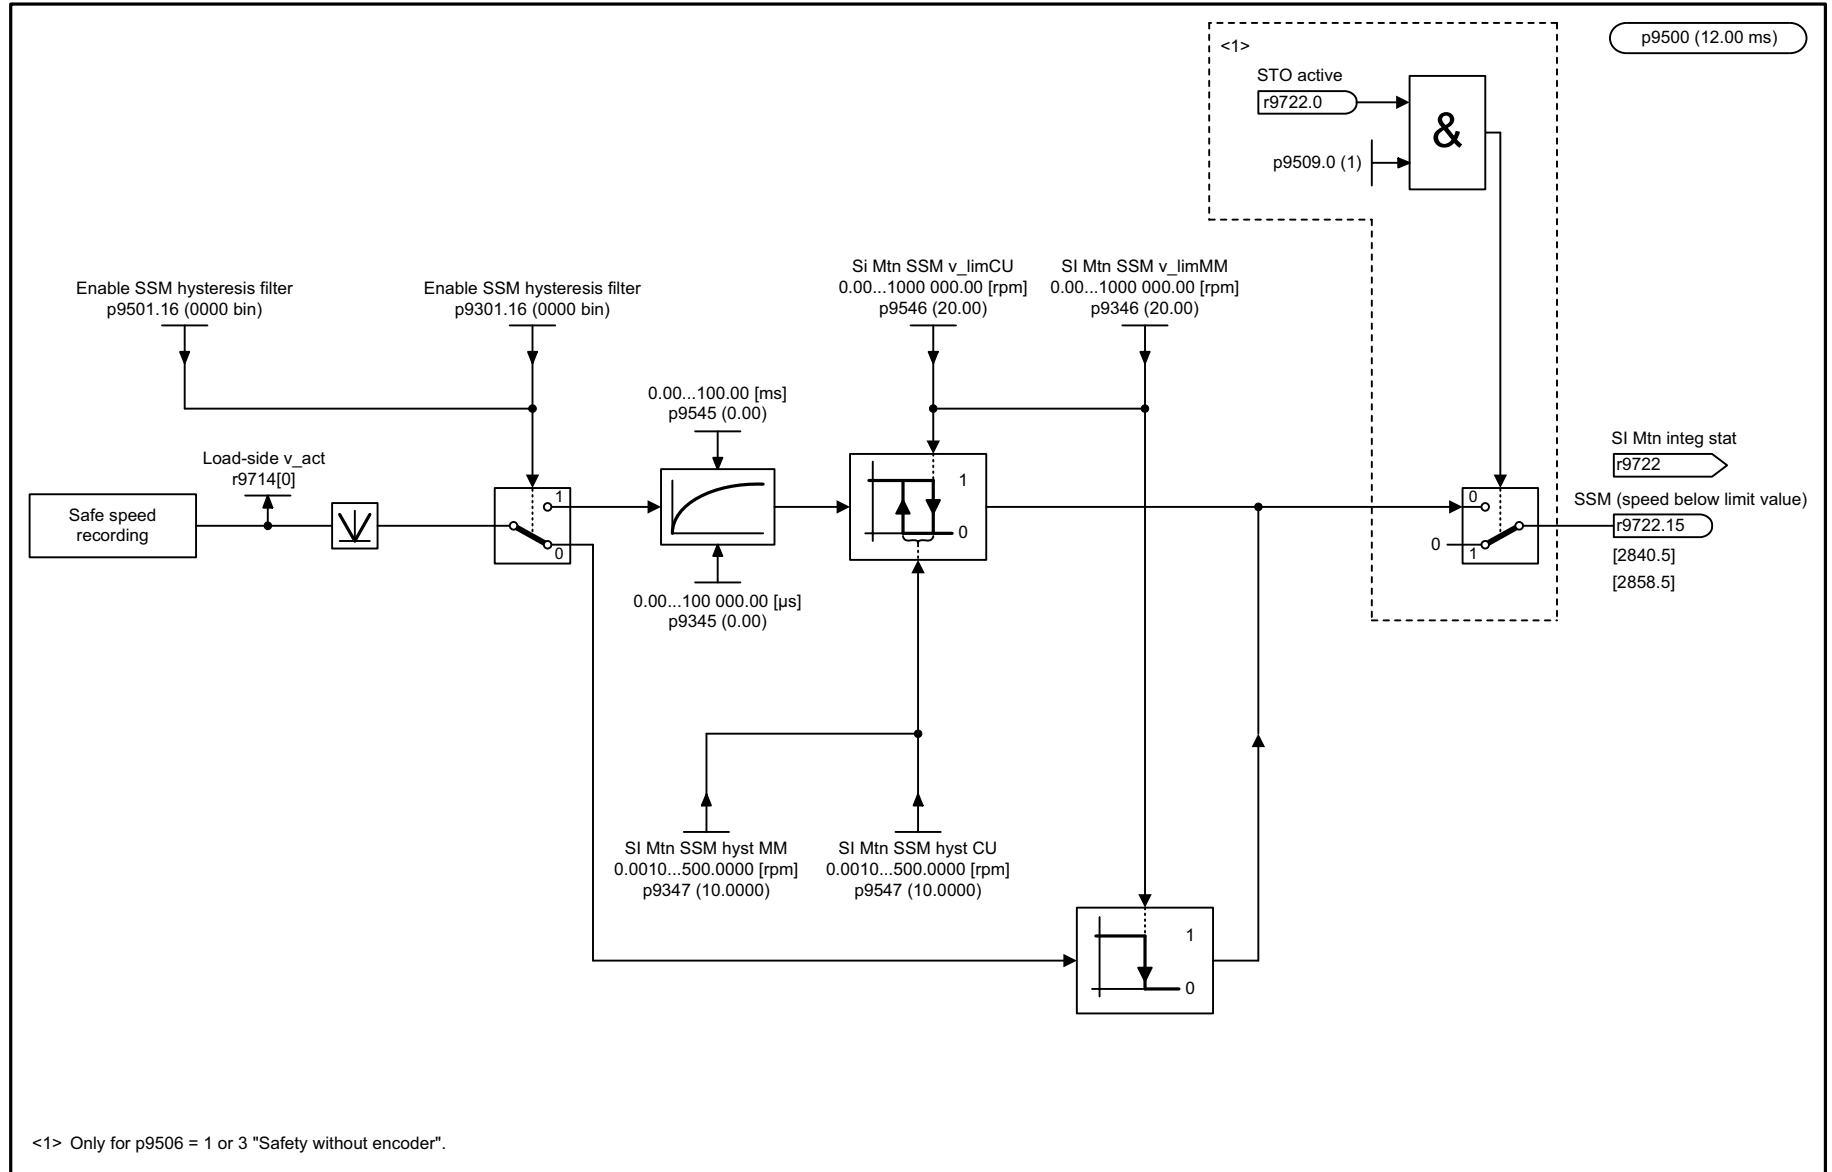 <1>
p9500 (12.00 ms)
STO active
r9722.0
&
p9509.0 (1)
Enable SSM hysteresis filter
p9501.16 (0000 bin)
Enable SSM hysteresis filter
p9301.16 (0000 bin)
Si Mtn SSM v_limCU
0.00...1000 000.00 [rpm]
p9546 (20.00)
SI Mtn SSM v_limMM
0.00...1000 000.00 [rpm]
p9346 (20.00)
0.00...100.00 [ms]
p9545 (0.00)
Load-side v_act
r9714[0]
Safe speed
recording
1
0
0.00...100 000.00 [µs]
p9345 (0.00)
1
0
0
0
1
SI Mtn integ stat
r9722
SSM (speed below limit value)
r9722.15
[2840.5]
[2858.5]
SI Mtn SSM hyst MM
0.0010...500.0000 [rpm]
p9347 (10.0000)
SI Mtn SSM hyst CU
0.0010...500.0000 [rpm]
p9547 (10.0000)
1
0
<1> Only for p9506 = 1 or 3 "Safety without encoder".